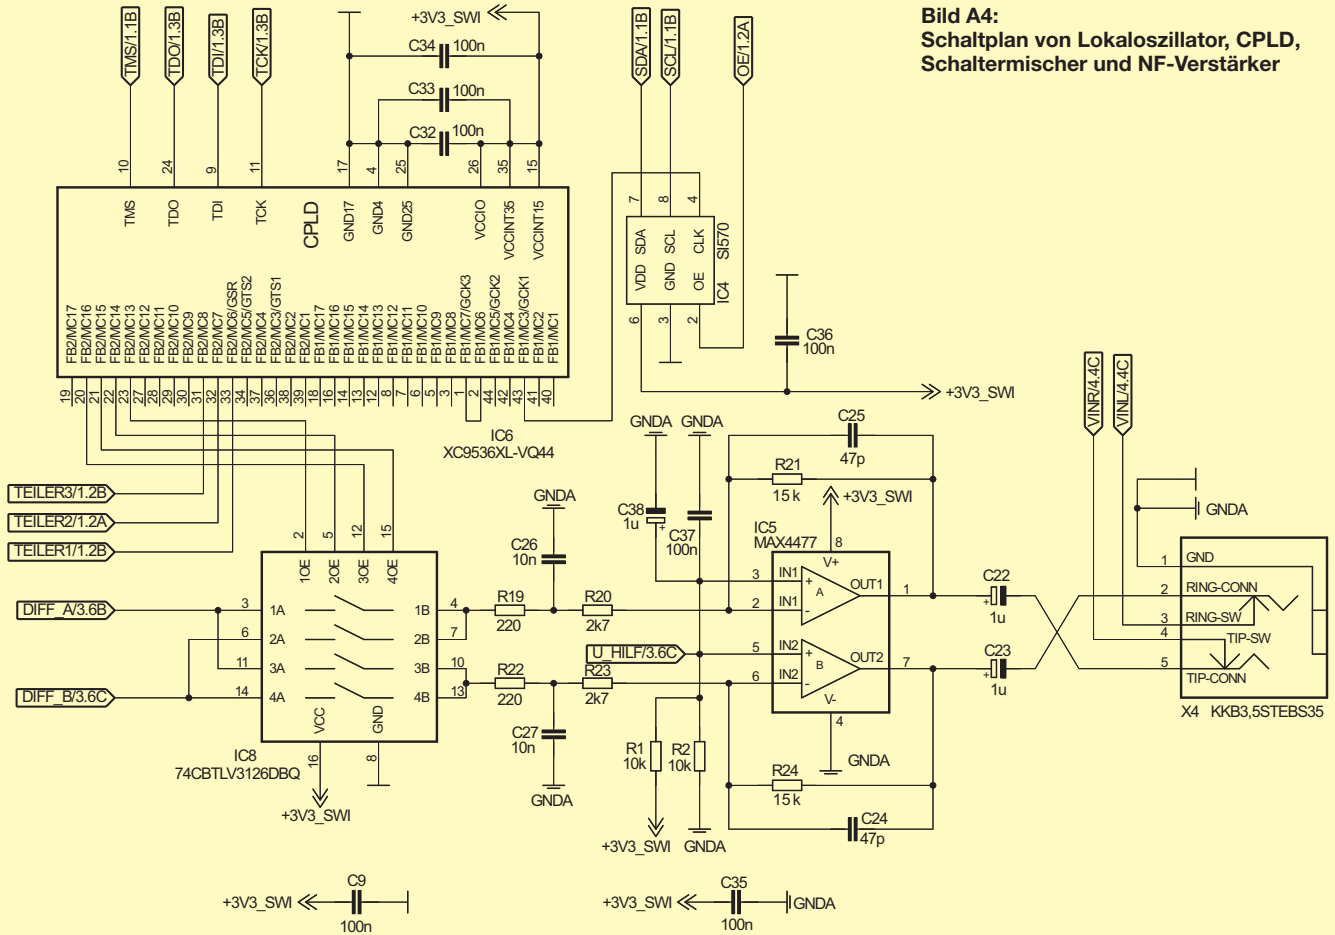 Bild A4:
Schaltplan von Lokaloszillator, CPLD,
Schaltermischer und NF-Verstärker
TMS/1.1B
TDO/1.3B
TDI/1.3B
TCK/1.3B
+3V3_SWI
C34
100n
C33
100n
C32
100n
SDA/1.1B
SCL/1.1B
OE/1.2A
10
24
9
11
17
4
25
26
35
15
TMS
TDO
TDI
TCK
CPLD
GND17
GND4
GND25
VCCIO
VCCINT35
VCCINT15
FB2/MC17
FB2/MC16
FB2/MC15
FB2/MC14
FB2/MC13
FB2/MC12
FB2/MC11
FB2/MC10
FB2/MC9
FB2/MC8
FB2/MC7
FB2/MC6/GSR
FB2/MC5/GTS2
FB2/MC4
FB2/MC3/GTS1
FB2/MC2
FB2/MC1
FB1/MC17
FB1/MC16
FB1/MC15
FB1/MC14
FB1/MC13
FB1/MC12
FB1/MC11
FB1/MC10
FB1/MC9
FB1/MC8
FB1/MC7/GCK3
FB1/MC6
FB1/MC5/GCK2
FB1/MC4
FB1/MC3/GCK1
FB1/MC2
FB1/MC1
19
20
21
22
23
27
28
29
30
31
32
33
34
37
36
38
39
18
16
14
13
12
8
7
6
5
3
1
2
44
42
43
41
40
IC6
XC9536XL-VQ44
7
8
4
SDA
SCL
CLK
VDD
GND
OE
SI570
IC4
6
3
2
C36
100n
+3V3_SWI
TEILER3/1.2B
TEILER2/1.2A
TEILER1/1.2B
DIFF_A/3.6B
DIFF_B/3.6C
2
5
12
15
1OE
2OE
3OE
4OE
3
1A
1B
4
6
2A
2B
7
11
3A
3B
10
14
4A
4B
13
VCC
GND
16
8
IC8
74CBTLV3126DBQ
+3V3_SWI
GNDA
C26
10n
R19
220
R20
2k7
R22
220
R23
2k7
C27
10n
GNDA
U_HILF/3.6C
GNDA
GNDA
C38
1u
+
C37
100n
C25
47p
R21
15k
+3V3_SWI
IC5
MAX4477
8
V+
3
IN1
+
2
IN1
-
A
OUT1
1
5
IN2
+
6
IN2
-
B
OUT2
7
V-
4
GNDA
R1
10k
R2
10k
+3V3_SWI
GNDA
R24
15k
C24
47p
C22
+
1u
C23
+
1u
VINR/4.4C
VINL/4.4C
GNDA
1
GND
2
RING-CONN
3
RING-SW
4
TIP-SW
5
TIP-CONN
X4 KKB3,5STEBS35
+3V3_SWI
C9
100n
+3V3_SWI
C35
100n
GNDA